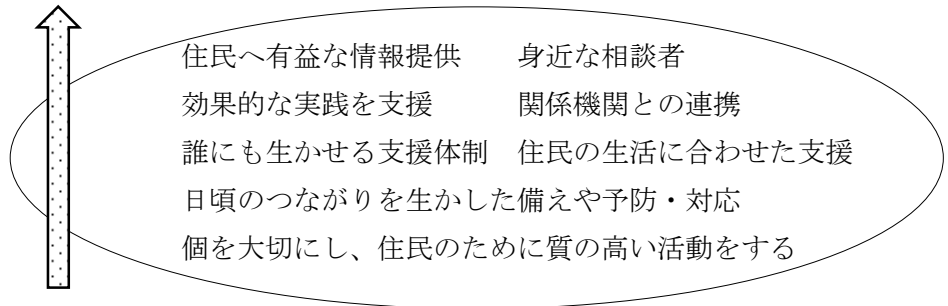 住民へ有益な情報提供　　身近な相談者
効果的な実践を支援　　　関係機関との連携
誰にも生かせる支援体制　住民の生活に合わせた支援
日頃のつながりを生かした備えや予防・対応
個を大切にし、住民のために質の高い活動をする